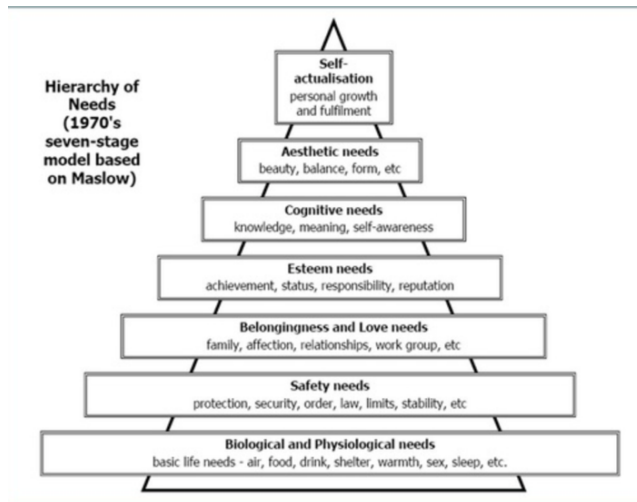 Hierarchy of
Needs
(1970's
seven-stage
model based
on Maslow)
Self-
actualisation
personal growth
and fulfilment
Aesthetic needs
beauty, balance, form, etc
Cognitive needs
knowledge, meaning, self-awareness
Esteem needs
achievement, status, responsibility, reputation
Belongingness and Love needs
family, affection, relationships, work group, etc
Safety needs
protection, security, order, law, limits, stability, etc
Biological and Physiological needs
basic life needs - air, food, drink, shelter, warmth, sex, sleep, etc.